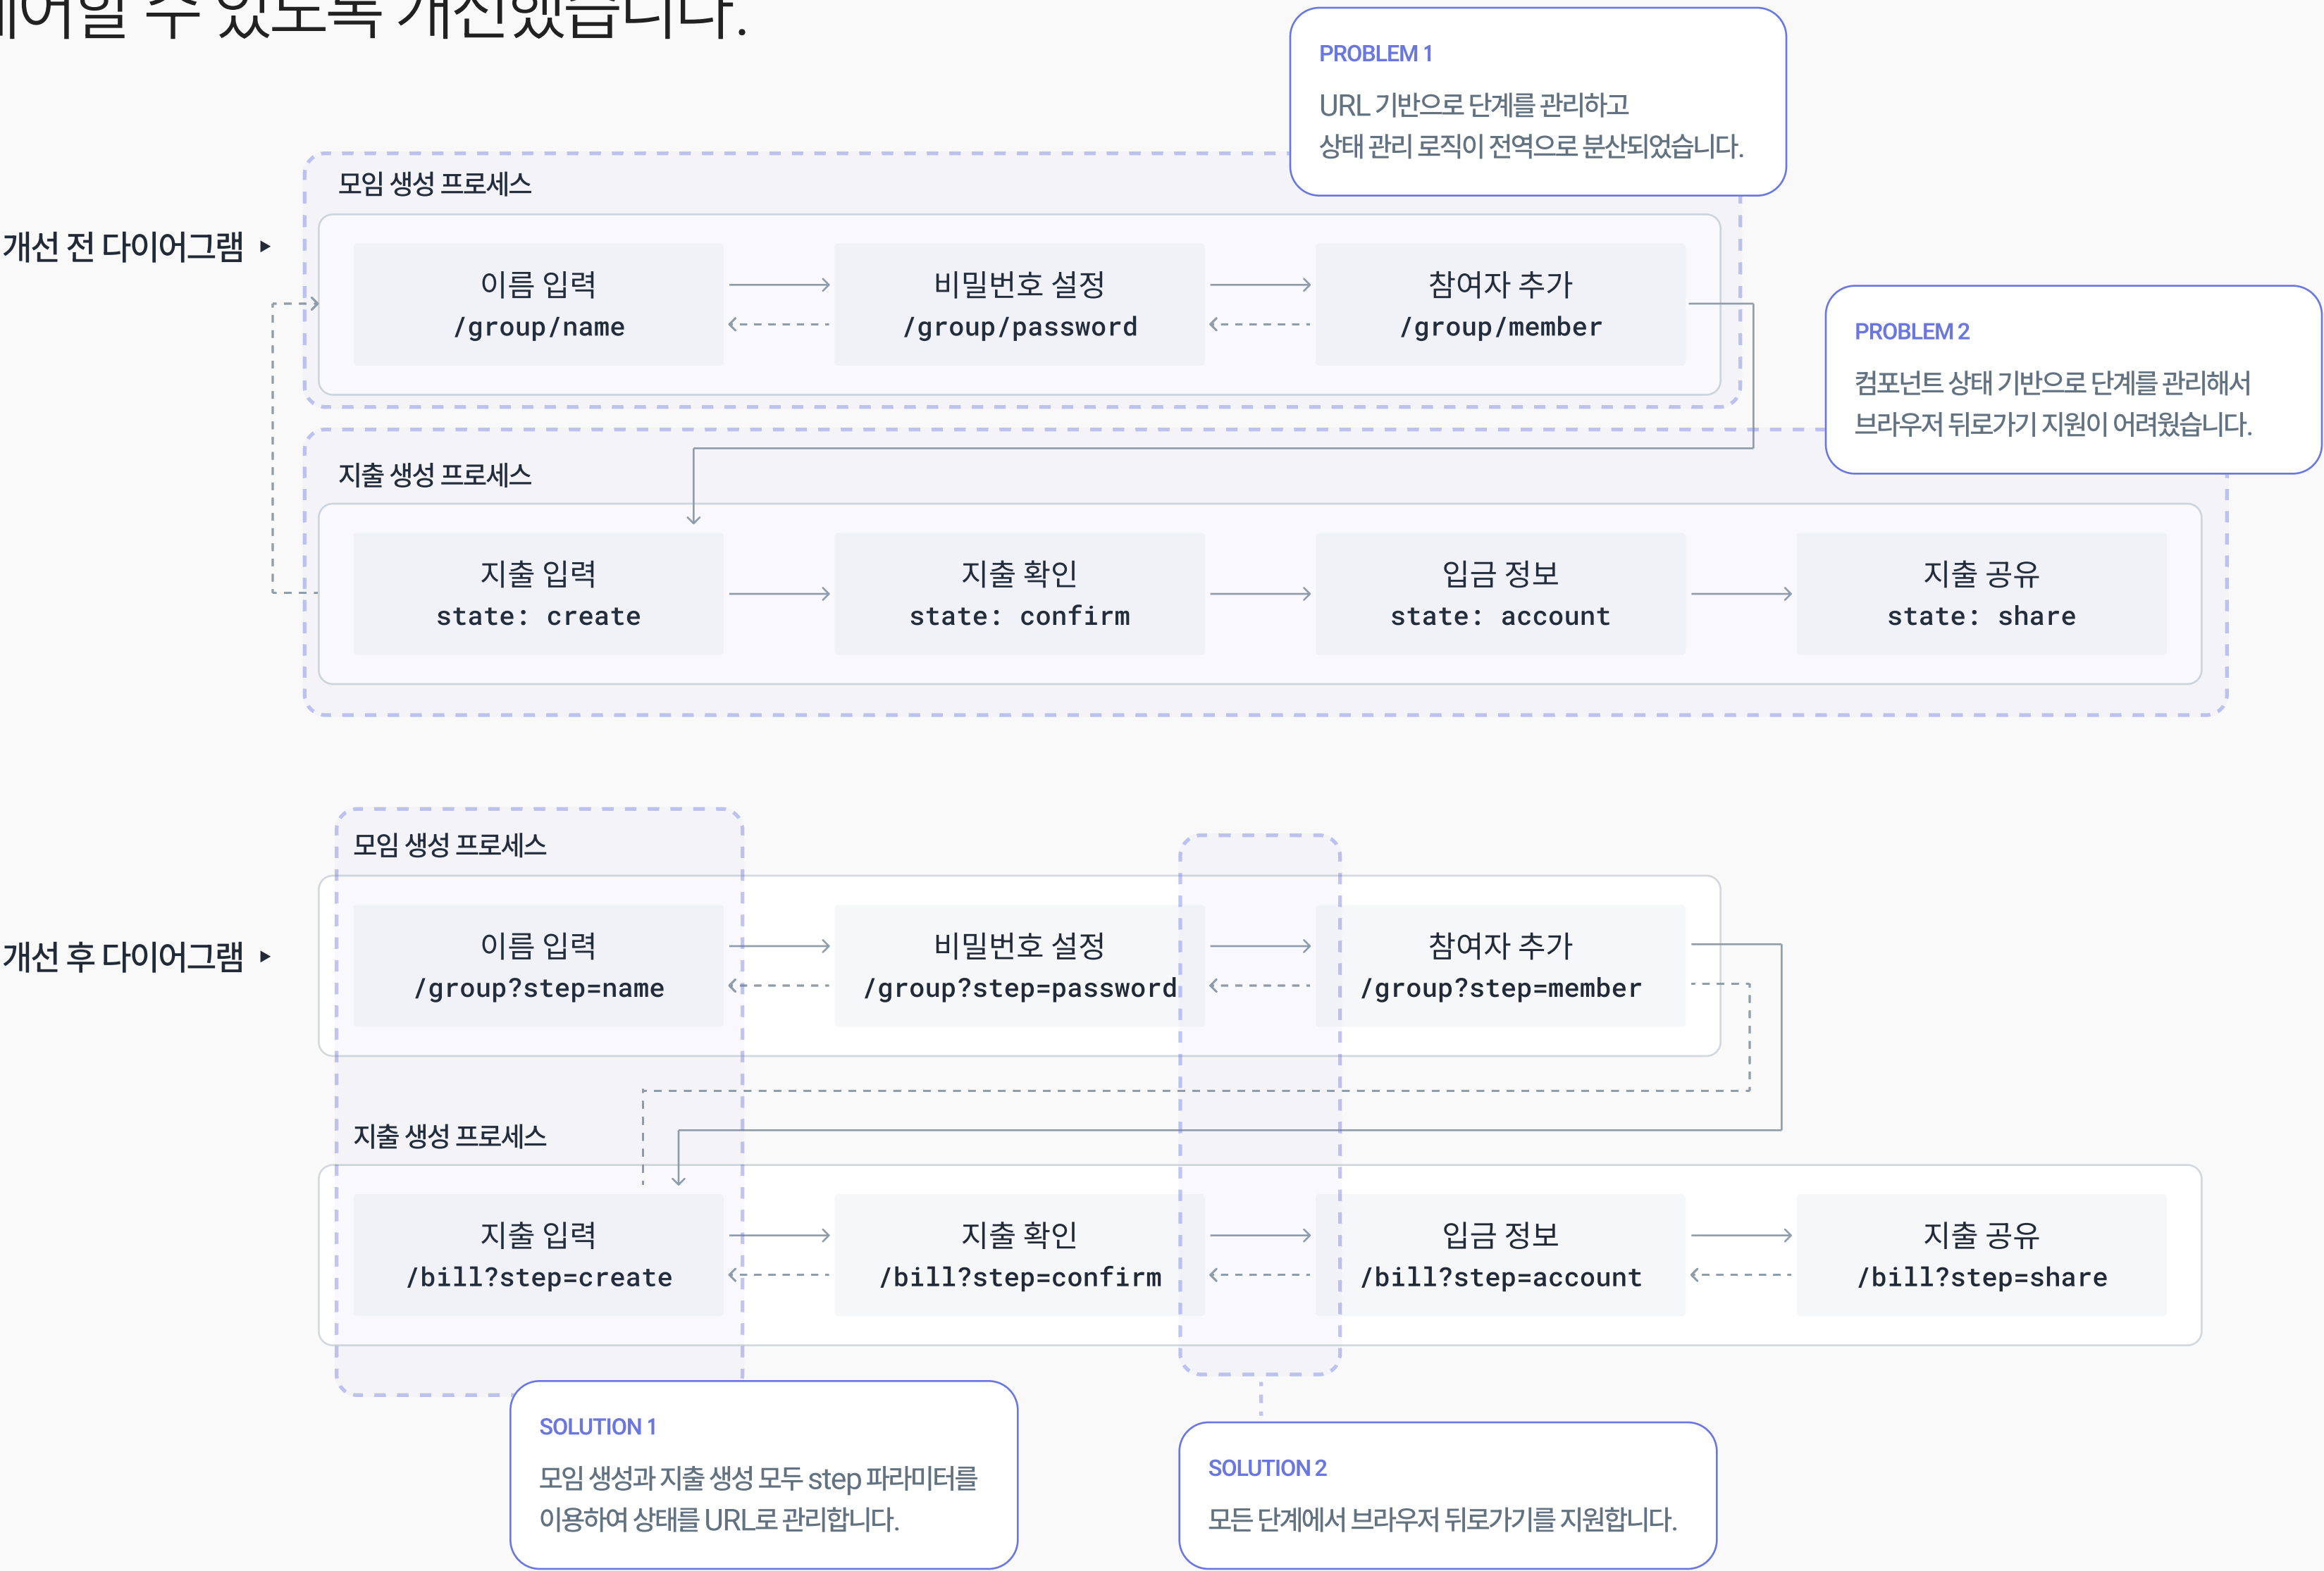 제어할 수 있도록 개선했습니다.
PROBLEM 1
URL 기반으로 단계를 관리하고
상태 관리 로직이 전역으로 분산되었습니다.
개선 전 다이어그램
모임 생성 프로세스
이름 입력
/group/name
비밀번호 설정
/group/password
참여자 추가
/group/member
PROBLEM 2
컴포넌트 상태 기반으로 단계를 관리해서
브라우저 뒤로가기 지원이 어려웠습니다.
지출 생성 프로세스
지출 입력
state: create
지출 확인
state: confirm
입금 정보
state: account
지출 공유
state: share
개선 후 다이어그램
모임 생성 프로세스
이름 입력
/group?step=name
비밀번호 설정
/group?step=password
참여자 추가
/group?step=member
지출 생성 프로세스
지출 입력
/bill?step=create
지출 확인
/bill?step=confirm
입금 정보
/bill?step=account
지출 공유
/bill?step=share
SOLUTION 1
모임 생성과 지출 생성 모두 step 파라미터를
이용하여 상태를 URL로 관리합니다.
SOLUTION 2
모든 단계에서 브라우저 뒤로가기를 지원합니다.